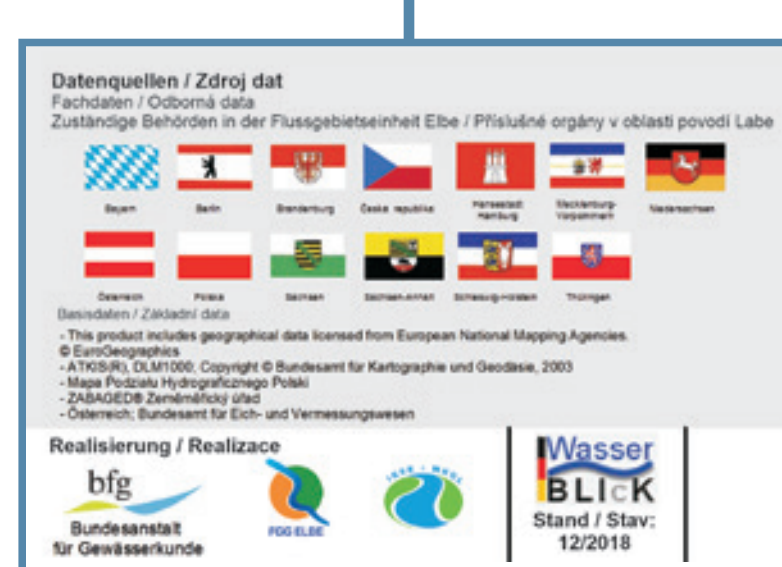 Datenquellen / Zdroj dat
Fachdaten / Odborná data
Zuständige Behörden in der Flussgebietseinheit Elbe / Příslušné orgány v oblasti povodí Labe
Bayern Berlin Brandenburg Česká republika Hansestadt Hamburg Mecklenburg-Vorpommern Niedersachsen
Österreich Polska Sachsen Sachsen-Anhalt Schleswig-Holstein Thüringen
Basisdaten / Základní data
- This product includes geographical data licensed from European National Mapping Agencies.
© EuroGeographics
- ATKIS(R), DLM1000; Copyright © Bundesamt für Kartographie und Geodäsie, 2003
- Mapa Podziału Hydrograficznego Polski
- ZABAGED® Zeměměřický úřad
- Österreich; Bundesamt für Eich- und Vermessungswesen
Realisierung / Realizace
bfg
Bundesanstalt
für Gewässerkunde
FGG ELBE
IKSE - MKOL
Wasser
BLIcK
Stand / Stav:
12/2018